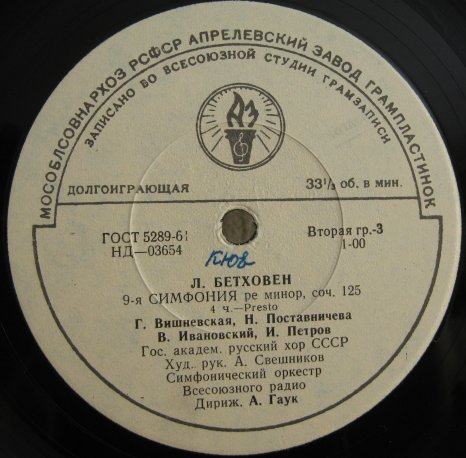 МОСОБЛСОВНАРХОЗ РСФСР АПРЕЛЕВСКИЙ ЗАВОД ГРАМПЛАСТИНОК
ЗАПИСАНО ВО ВСЕСОЮЗНОЙ СТУДИИ ГРАМЗАПИСИ
АЗ
ДОЛГОИГРАЮЩАЯ
33⅓ об. в мин.
ГОСТ 5289-61
Вторая гр.-3
НД—03654
1-00
КЮВ
Л. БЕТХОВЕН
9-я СИМФОНИЯ ре минор, соч. 125
4 ч.—Presto
Г. Вишневская, Н. Поставничева
В. Ивановский, И. Петров
Гос. академ. русский хор СССР
Худ. рук. А. Свешников
Симфонический оркестр
Всесоюзного радио
Дириж. А. Гаук